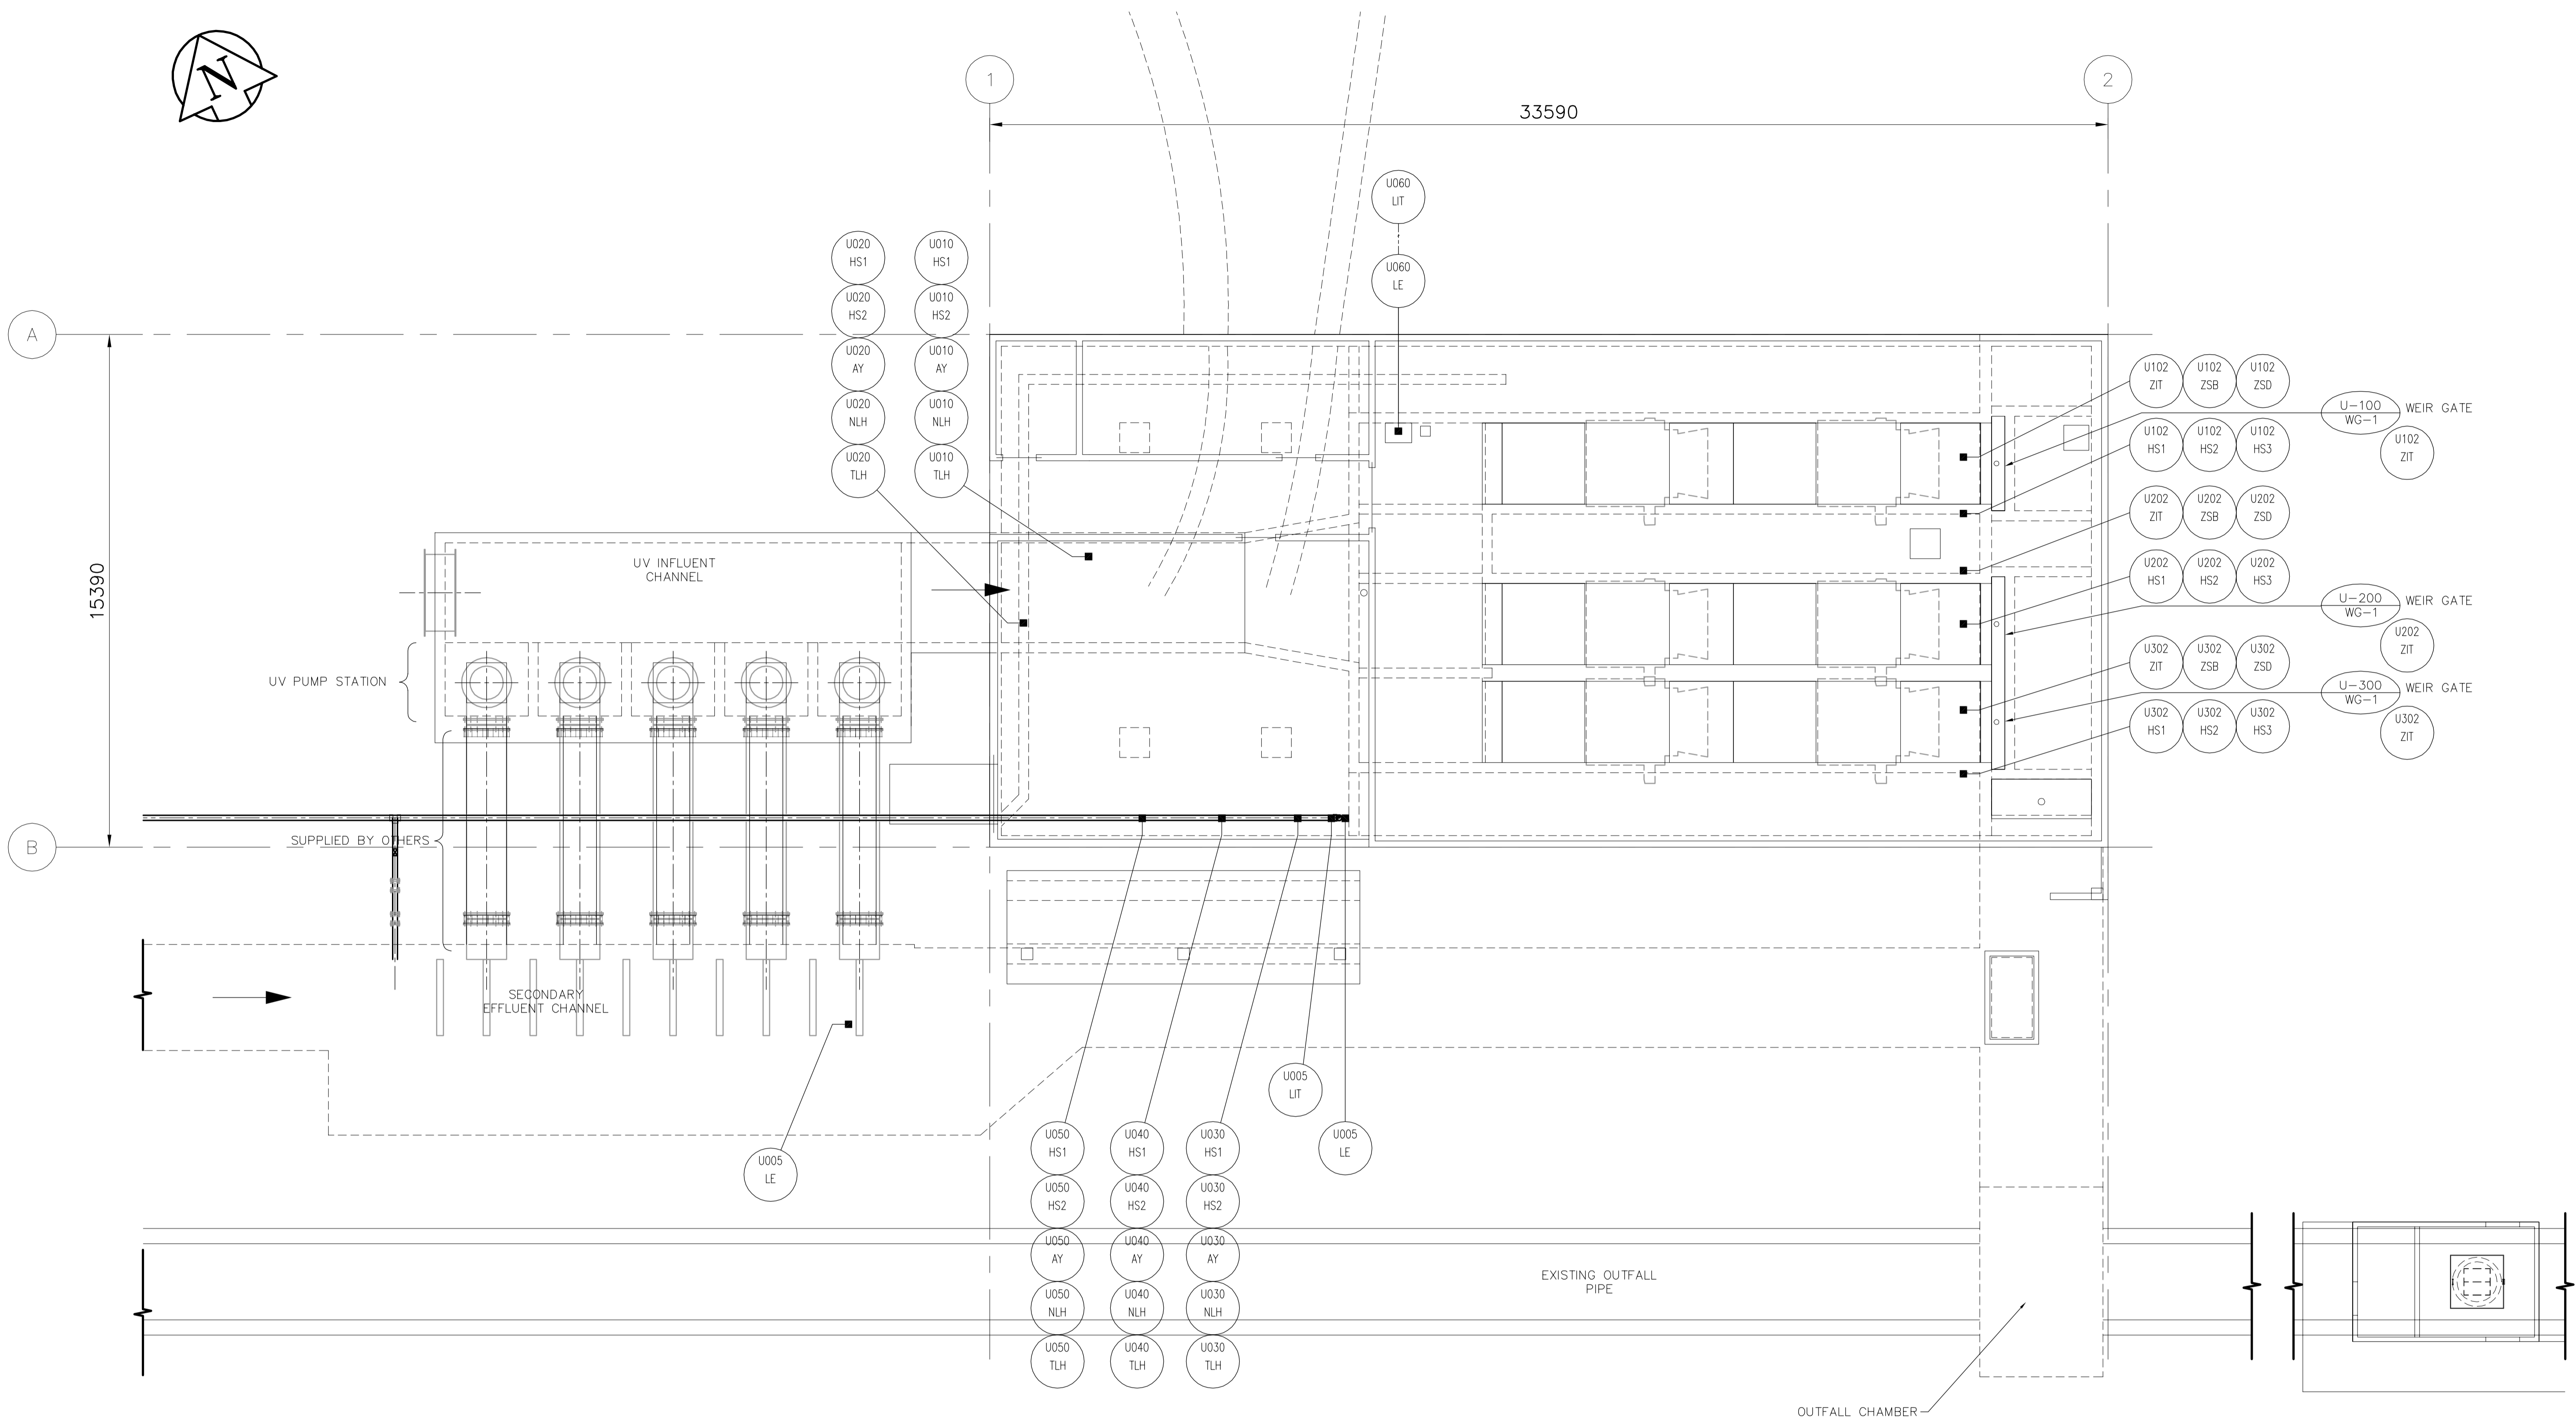 N
1
2
33590
U060
LIT
U060
LE
U020
HS1
U020
HS2
U020
AY
U020
NLH
U020
TLH
U010
HS1
U010
HS2
U010
AY
U010
NLH
U010
TLH
A
15390
B
UV INFLUENT
CHANNEL
UV PUMP STATION
SUPPLIED BY OTHERS
SECONDARY
EFFLUENT CHANNEL
U102
ZIT
U102
ZSB
U102
ZSD
U-100
WG-1
WEIR GATE
U102
ZIT
U102
HS1
U102
HS2
U102
HS3
U202
ZIT
U202
ZSB
U202
ZSD
U202
HS1
U202
HS2
U202
HS3
U-200
WG-1
WEIR GATE
U202
ZIT
U302
ZIT
U302
ZSB
U302
ZSD
U-300
WG-1
WEIR GATE
U302
ZIT
U302
HS1
U302
HS2
U302
HS3
U005
LIT
U005
LE
U005
LE
U050
HS1
U050
HS2
U050
AY
U050
NLH
U050
TLH
U040
HS1
U040
HS2
U040
AY
U040
NLH
U040
TLH
U030
HS1
U030
HS2
U030
AY
U030
NLH
U030
TLH
EXISTING OUTFALL
PIPE
OUTFALL CHAMBER